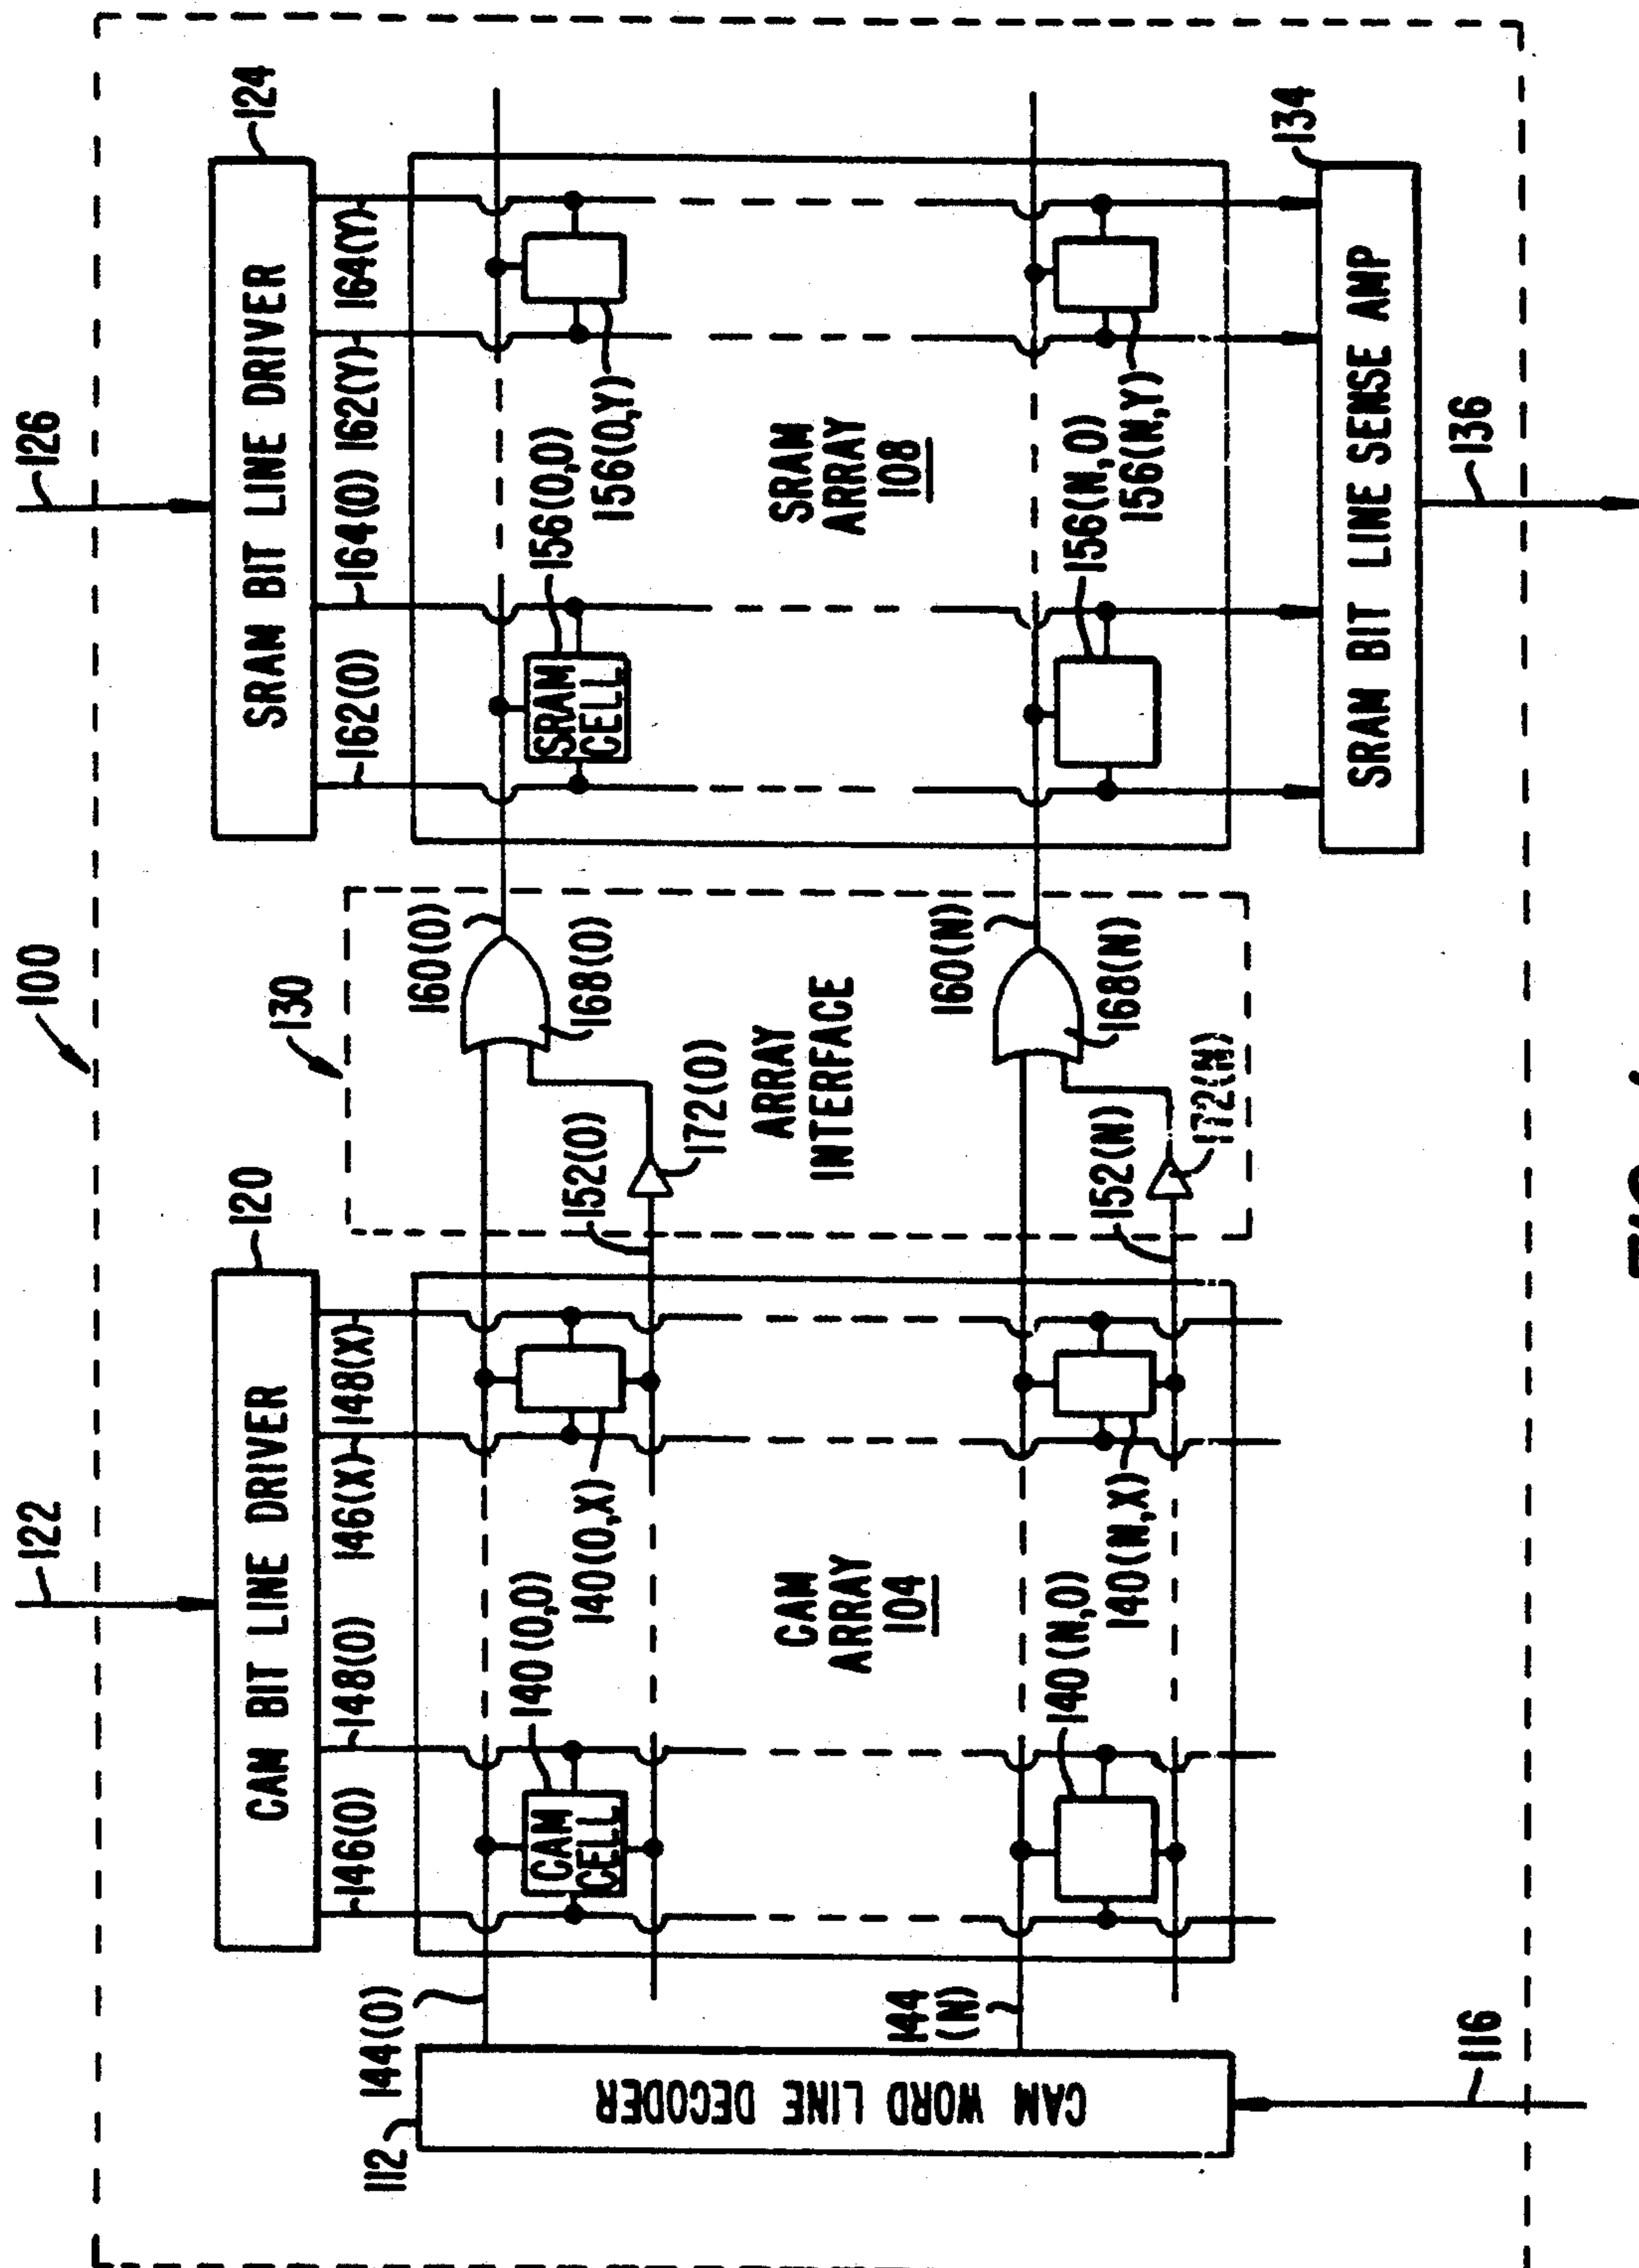 100
122
126
120
124
CAM BIT LINE DRIVER
SRAM BIT LINE DRIVER
146(0)
148(0)
146(X)
148(X)
162(0)
164(0)
162(Y)
164(Y)
130
112
144(0)
160(0)
CAM CELL
140(0,0)
140(0,X)
152(0)
168(0)
172(0)
SRAM CELL
156(0,0)
156(0,Y)
CAM WORD LINE DECODER
CAM
ARRAY
104
ARRAY
INTERFACE
SRAM
ARRAY
108
144
(N)
160(N)
140(N,0)
140(N,X)
152(N)
168(N)
172(N)
156(N,0)
156(N,Y)
134
SRAM BIT LINE SENSE AMP
116
136